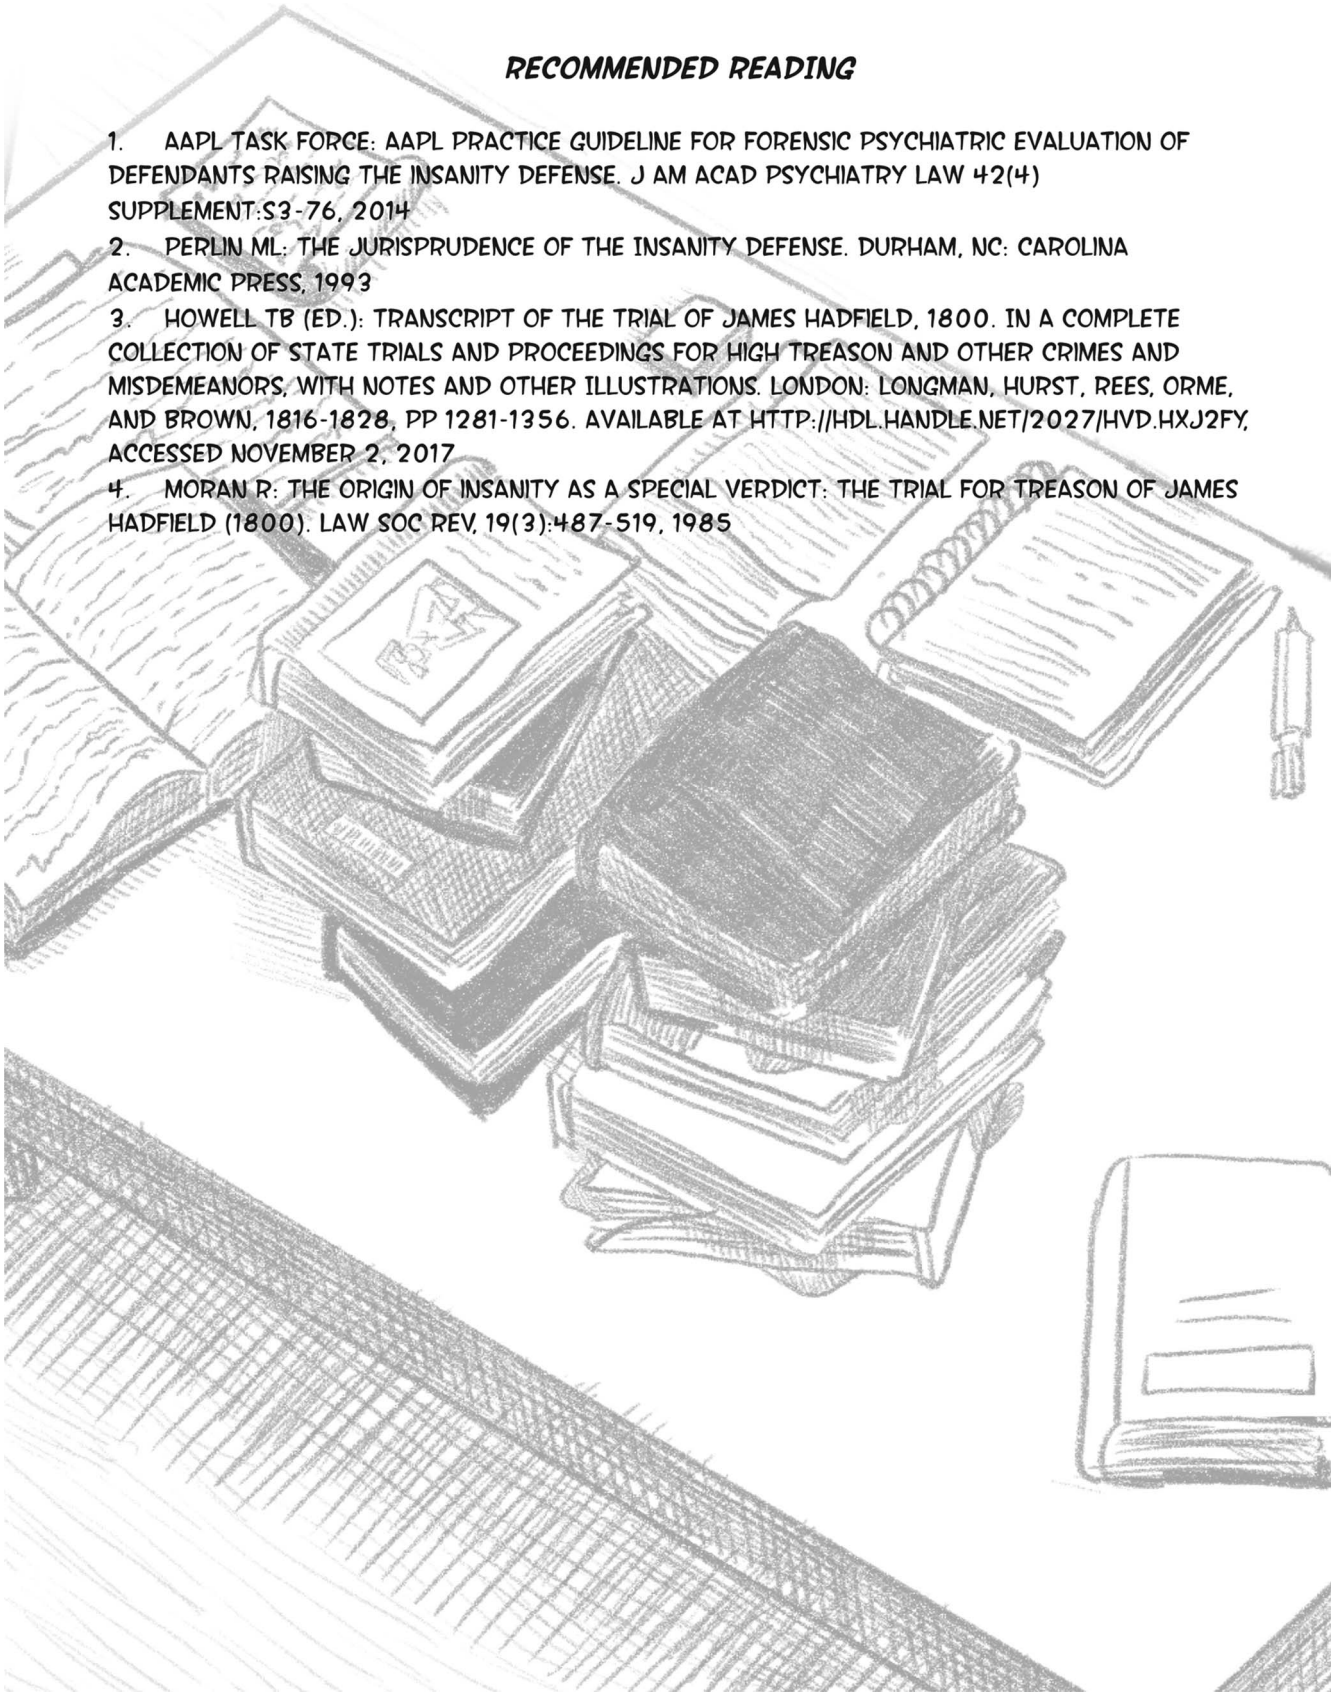 RECOMMENDED READING
1. AAPL TASK FORCE: AAPL PRACTICE GUIDELINE FOR FORENSIC PSYCHIATRIC EVALUATION OF
DEFENDANTS RAISING THE INSANITY DEFENSE. J AM ACAD PSYCHIATRY LAW 42(4)
SUPPLEMENT:S3-76, 2014
2. PERLIN ML: THE JURISPRUDENCE OF THE INSANITY DEFENSE. DURHAM, NC: CAROLINA
ACADEMIC PRESS, 1993
3. HOWELL TB (ED.): TRANSCRIPT OF THE TRIAL OF JAMES HADFIELD, 1800. IN A COMPLETE
COLLECTION OF STATE TRIALS AND PROCEEDINGS FOR HIGH TREASON AND OTHER CRIMES AND
MISDEMEANORS, WITH NOTES AND OTHER ILLUSTRATIONS. LONDON: LONGMAN, HURST, REES, ORME,
AND BROWN, 1816-1828, PP 1281-1356. AVAILABLE AT HTTP://HDL.HANDLE.NET/2027/HVD.HXJ2FY,
ACCESSED NOVEMBER 2, 2017
4. MORAN R: THE ORIGIN OF INSANITY AS A SPECIAL VERDICT: THE TRIAL FOR TREASON OF JAMES
HADFIELD (1800). LAW SOC REV, 19(3):487-519, 1985